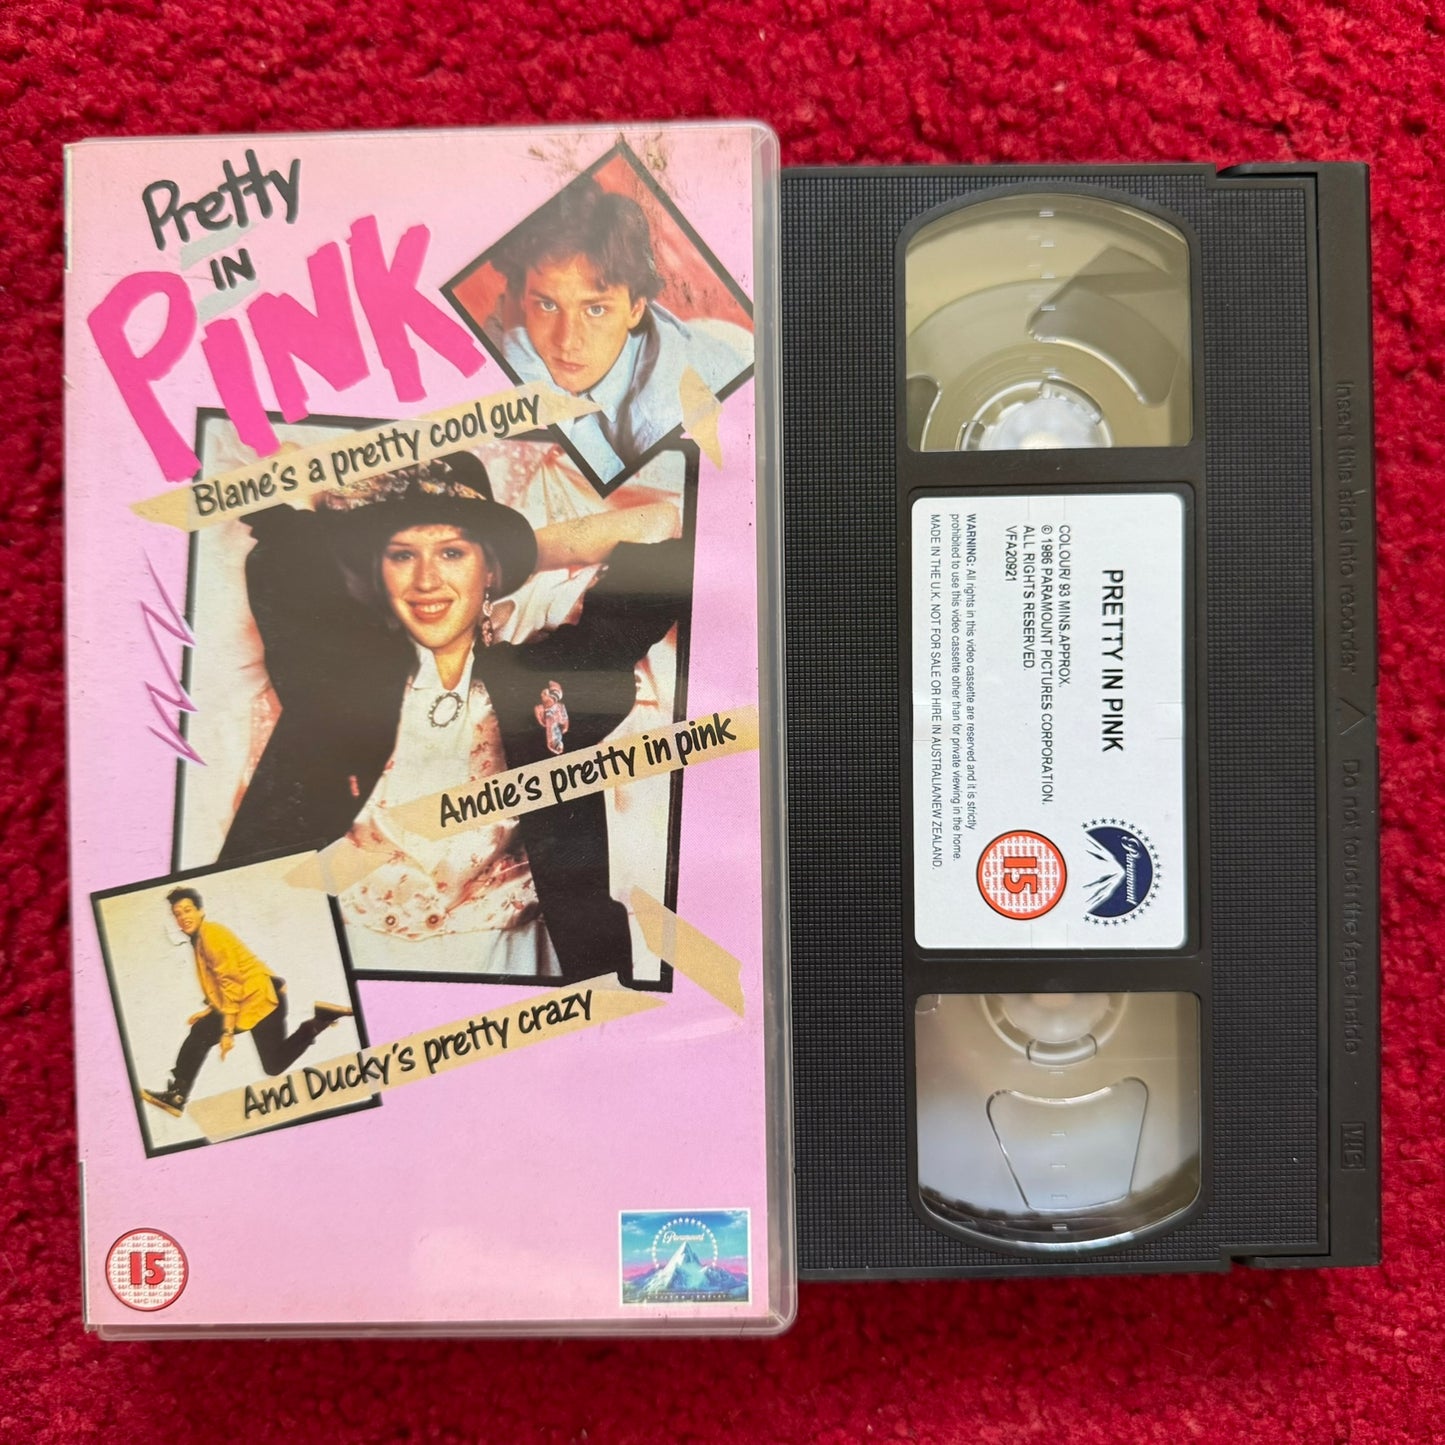 Pretty
IN
PINK
Blane's a pretty cool guy
Andie's pretty in pink
And Ducky's pretty crazy
15
Paramount
PRETTY IN PINK
COLOUR/ 93 MINS.APPROX.
© 1986 PARAMOUNT PICTURES CORPORATION.
ALL RIGHTS RESERVED.
VFA20921
WARNING: All rights in this video cassette are reserved and it is strictly
prohibited to use this video cassette other than for private viewing in the home.
MADE IN THE U.K. NOT FOR SALE OR HIRE IN AUSTRALIA/NEW ZEALAND.
15
Paramount
Insert this side into recorder △ Do not touch the tape inside
VHS